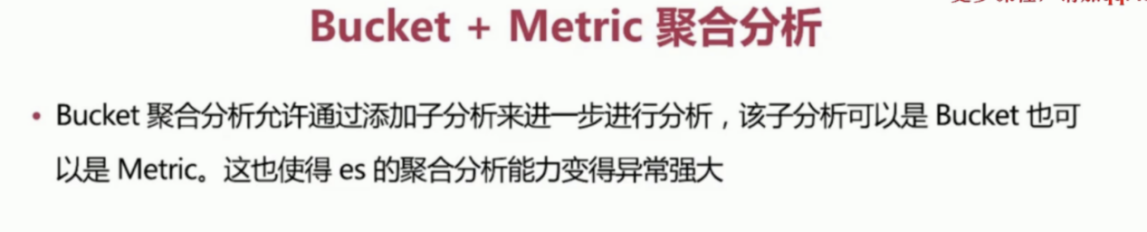 Bucket + Metric 聚合分析
• Bucket 聚合分析允许通过添加子分析来进一步进行分析，该子分析可以是 Bucket 也可
以是 Metric。这也使得 es 的聚合分析能力变得异常强大